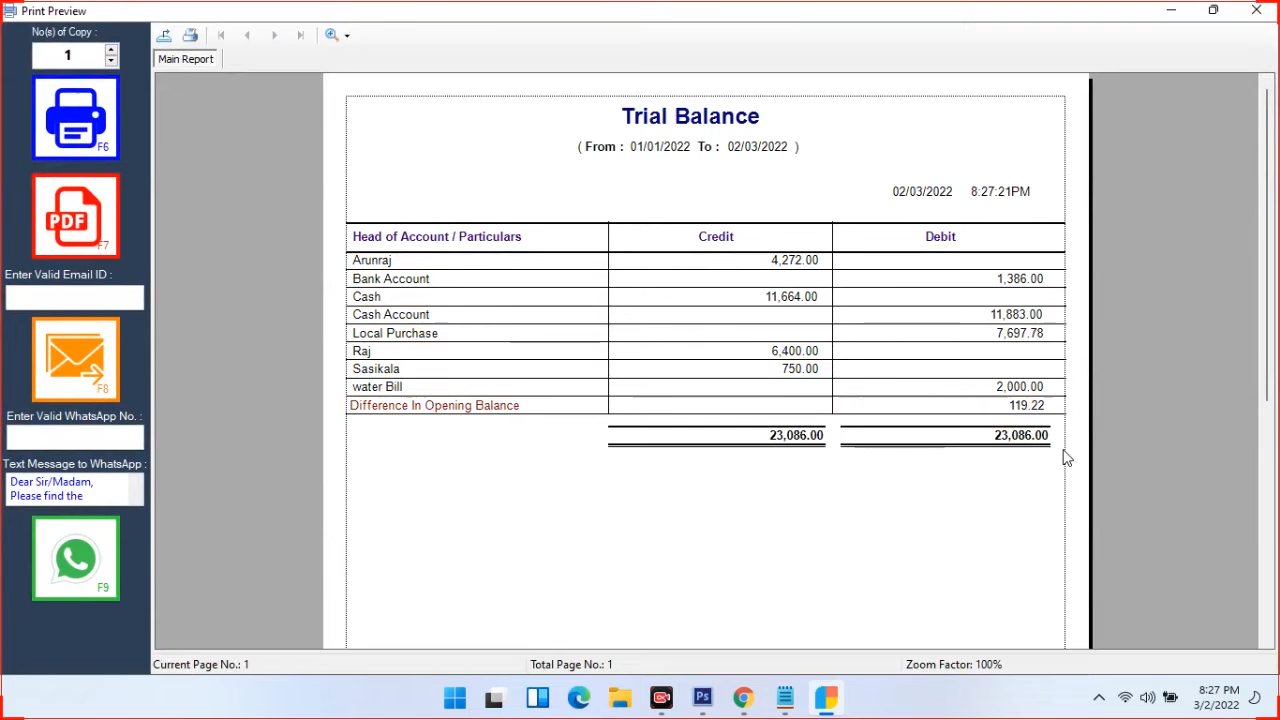 Print Preview
No(s) of Copy :
1
F6
PDF
F7
Enter Valid Email ID :
F8
Enter Valid WhatsApp No. :
Text Message to WhatsApp :
Dear Sir/Madam,
Please find the
F9
Main Report
Trial Balance
( From : 01/01/2022 To : 02/03/2022 )
02/03/2022 8:27:21PM
Head of Account / Particulars Credit Debit
Arunraj 4,272.00
Bank Account 1,386.00
Cash 11,664.00
Cash Account 11,883.00
Local Purchase 7,697.78
Raj 6,400.00
Sasikala 750.00
water Bill 2,000.00
Difference In Opening Balance 119.22
23,086.00 23,086.00
Current Page No.: 1 Total Page No.: 1 Zoom Factor: 100%
Ps
8:27 PM
3/2/2022